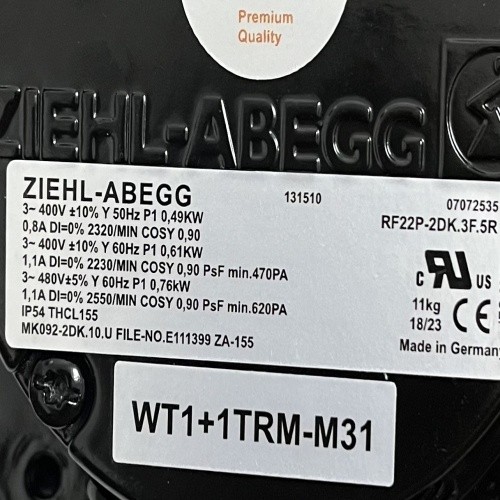 Premium
Quality
ZIEHL-ABEGG
ZIEHL-ABEGG 131510 07072535
RF22P-2DK.3F.5R
3~ 400V ±10% Y 50Hz P1 0,49KW
0,8A DI=0% 2320/MIN COSY 0,90
3~ 400V ±10% Y 60Hz P1 0,61KW
1,1A DI=0% 2230/MIN COSY 0,90 PsF min.470PA
3~ 480V±5% Y 60Hz P1 0,76kW
1,1A DI=0% 2550/MIN COSY 0,90 PsF min.620PA
IP54 THCL155
MK092-2DK.10.U FILE-NO.E111399 ZA-155
c RU US
11kg
18/23 CE
Made in German
WT1+1TRM-M31